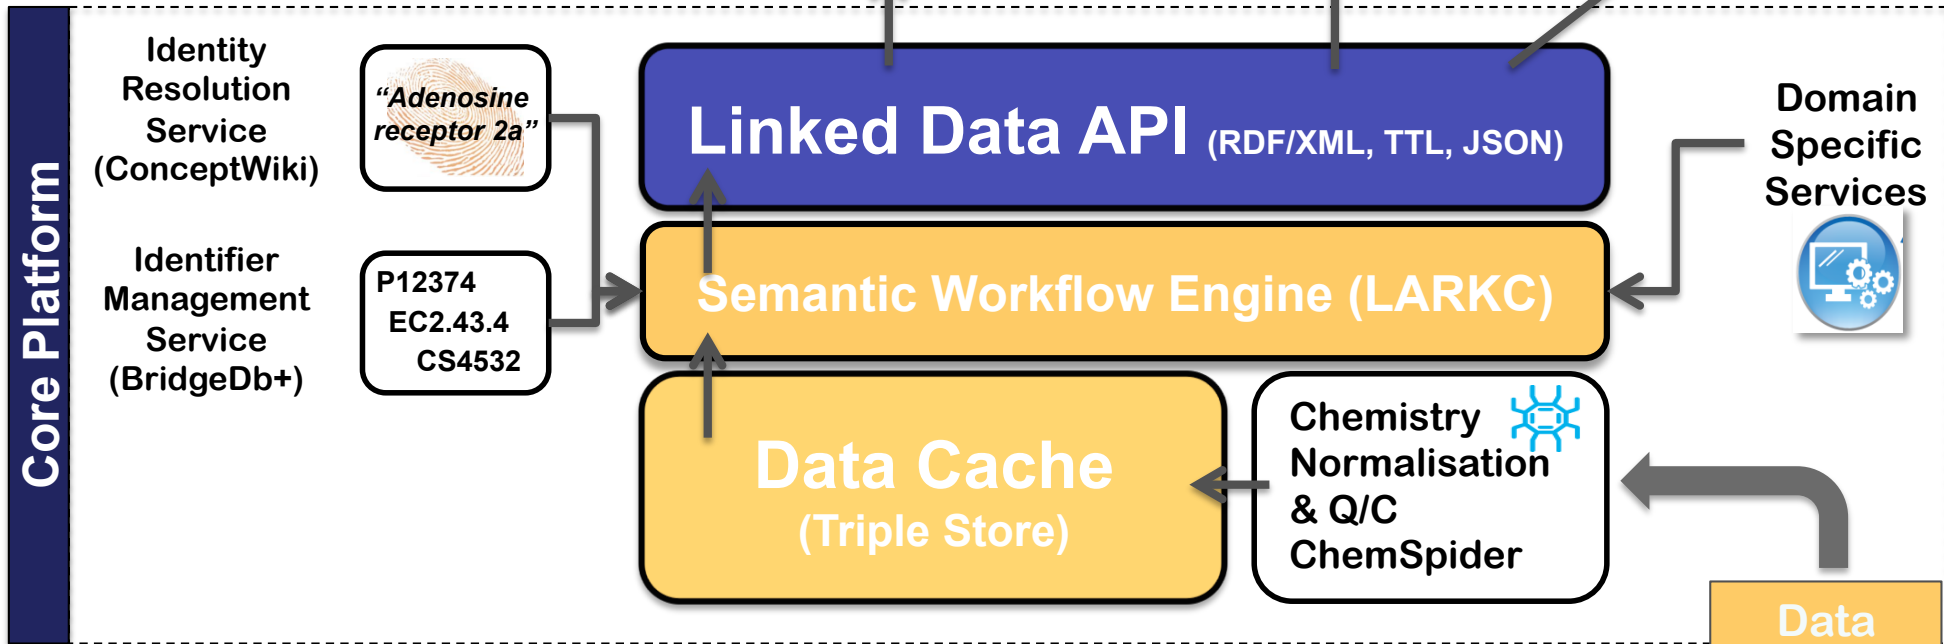 Core Platform
Identity
Resolution
Service
(ConceptWiki)
“Adenosine
receptor 2a”
Linked Data API (RDF/XML, TTL, JSON)
Domain
Specific
Services
Identifier
Management
Service
(BridgeDb+)
P12374
EC2.43.4
CS4532
Semantic Workflow Engine (LARKC)
Data Cache
(Triple Store)
Chemistry
Normalisation
& Q/C
ChemSpider
Data